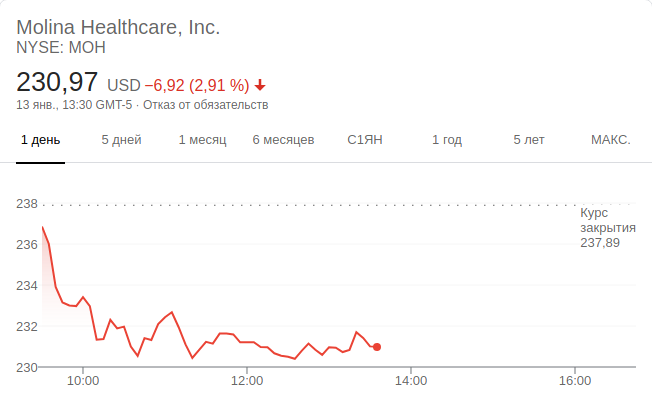 Molina Healthcare, Inc.
NYSE: MOH
230,97 USD −6,92 (2,91 %)
13 янв., 13:30 GMT-5 · Отказ от обязательств
1 день 5 дней 1 месяц 6 месяцев С1ЯН 1 год 5 лет МАКС.
238
Курс
закрытия
237,89
236
234
232
230
10:00 12:00 14:00 16:00